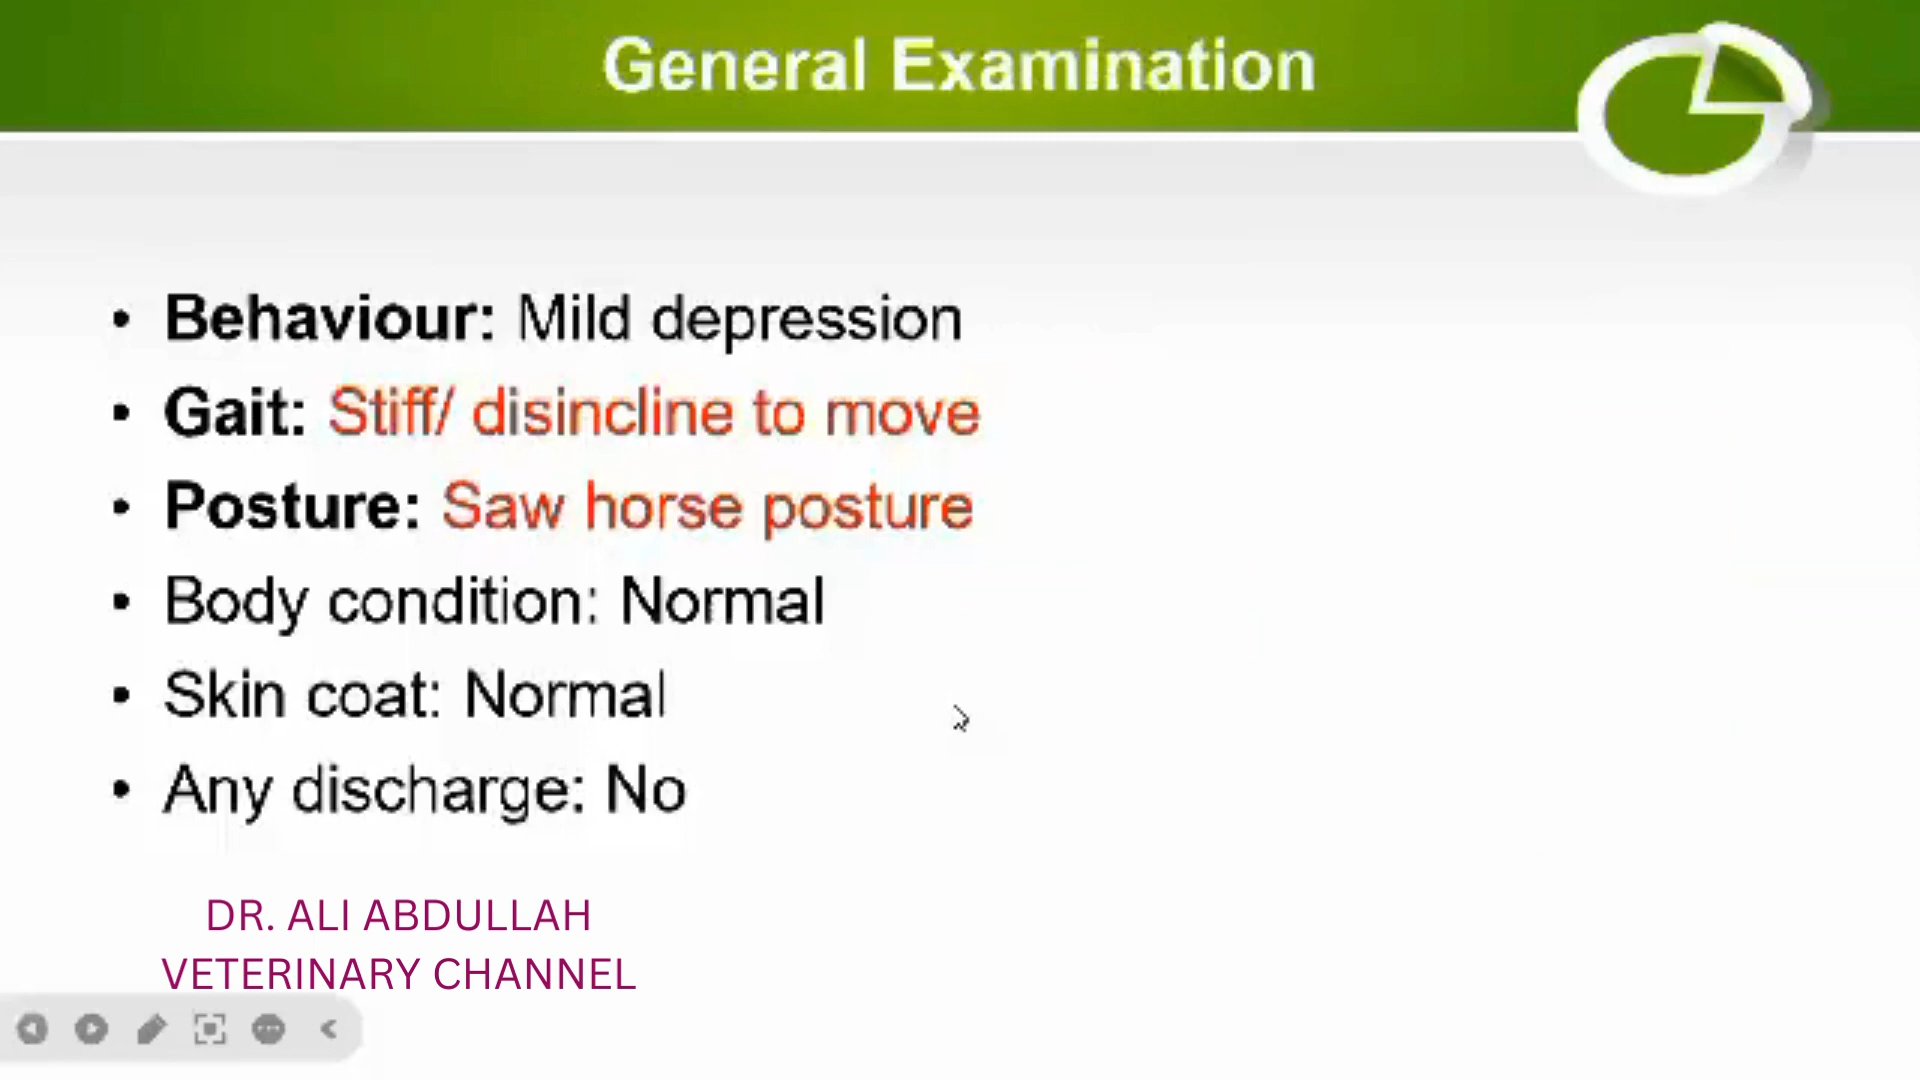 General Examination
• Behaviour: Mild depression
• Gait: Stiff/ disincline to move
• Posture: Saw horse posture
• Body condition: Normal
• Skin coat: Normal
• Any discharge: No
DR. ALI ABDULLAH
VETERINARY CHANNEL